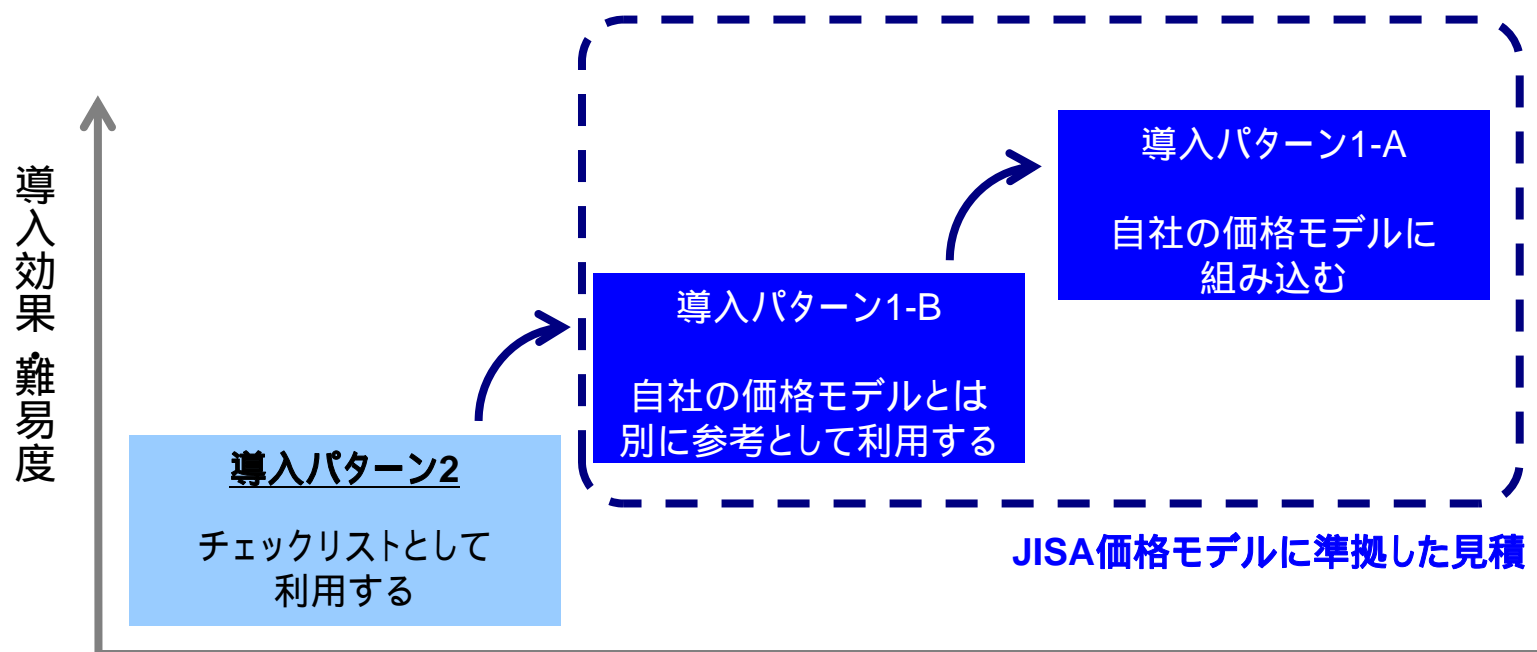 導入効果・難易度
導入パターン1-A
自社の価格モデルに
組み込む
導入パターン1-B
自社の価格モデルとは
別に参考として利用する
導入パターン2
チェックリストとして
利用する
JISA価格モデルに準拠した見積